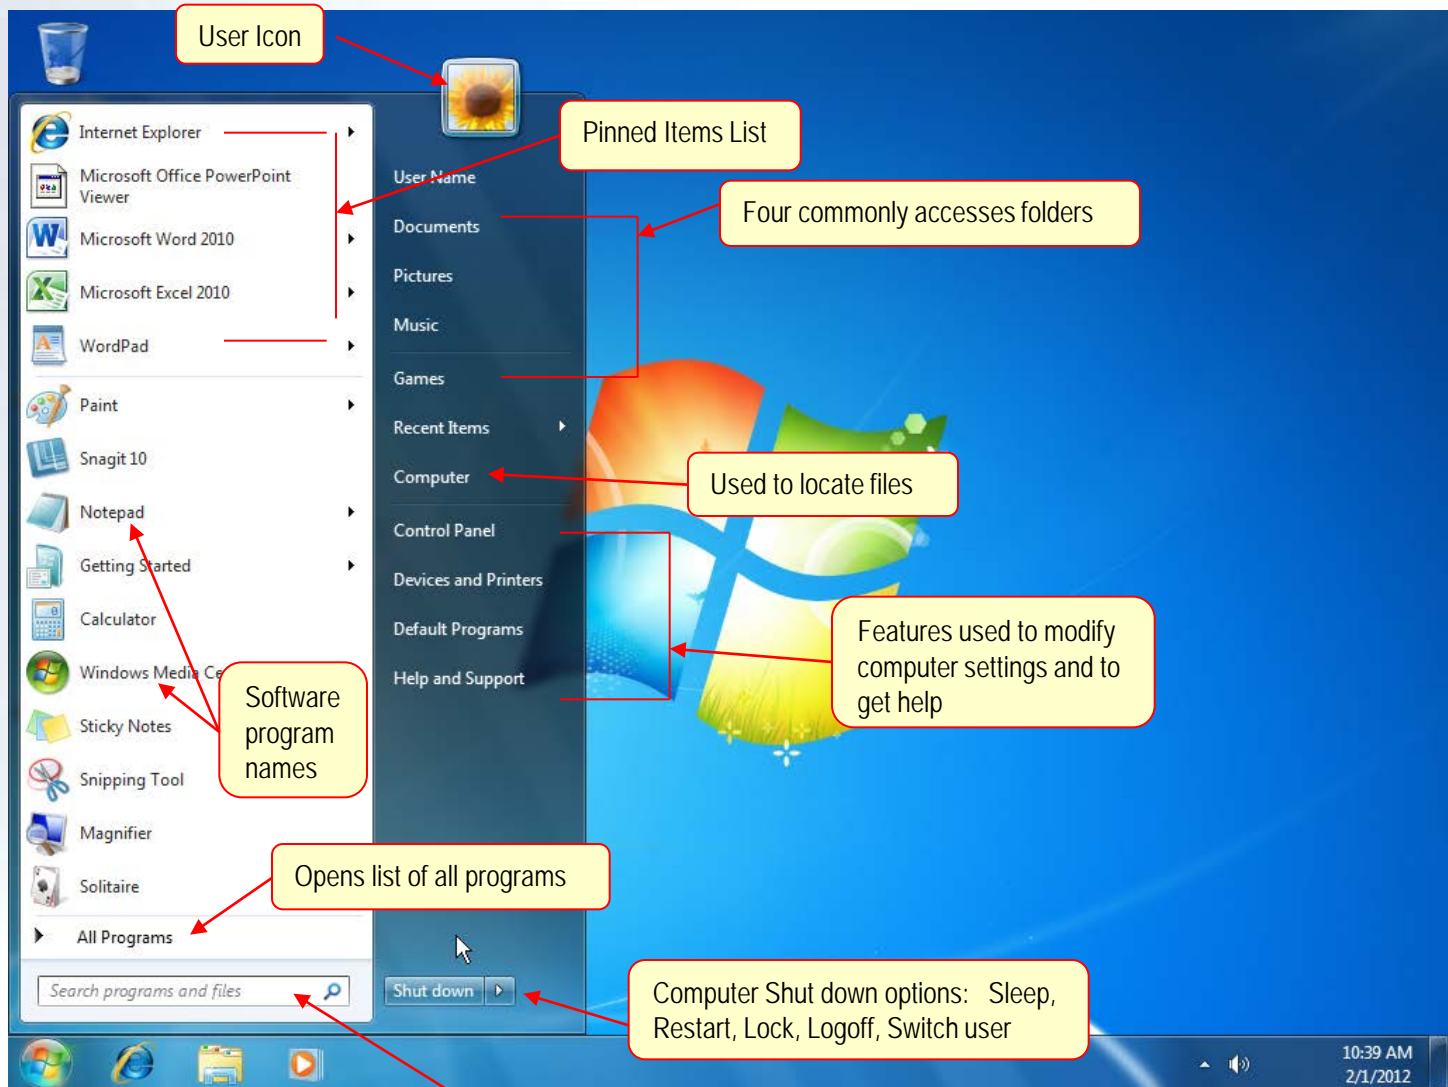 User Icon
Internet Explorer
Pinned Items List
Microsoft Office PowerPoint
Viewer
User Name
Four commonly accesses folders
Microsoft Word 2010
Documents
Pictures
Microsoft Excel 2010
Music
WordPad
Games
Paint
Recent Items
Snagit 10
Computer
Used to locate files
Notepad
Control Panel
Getting Started
Devices and Printers
Calculator
Default Programs
Features used to modify
computer settings and to
get help
Windows Media Ce
Help and Support
Software
program
names
Sticky Notes
Snipping Tool
Magnifier
Solitaire
Opens list of all programs
All Programs
Search programs and files
Shut down
Computer Shut down options: Sleep,
Restart, Lock, Logoff, Switch user
10:39 AM
2/1/2012